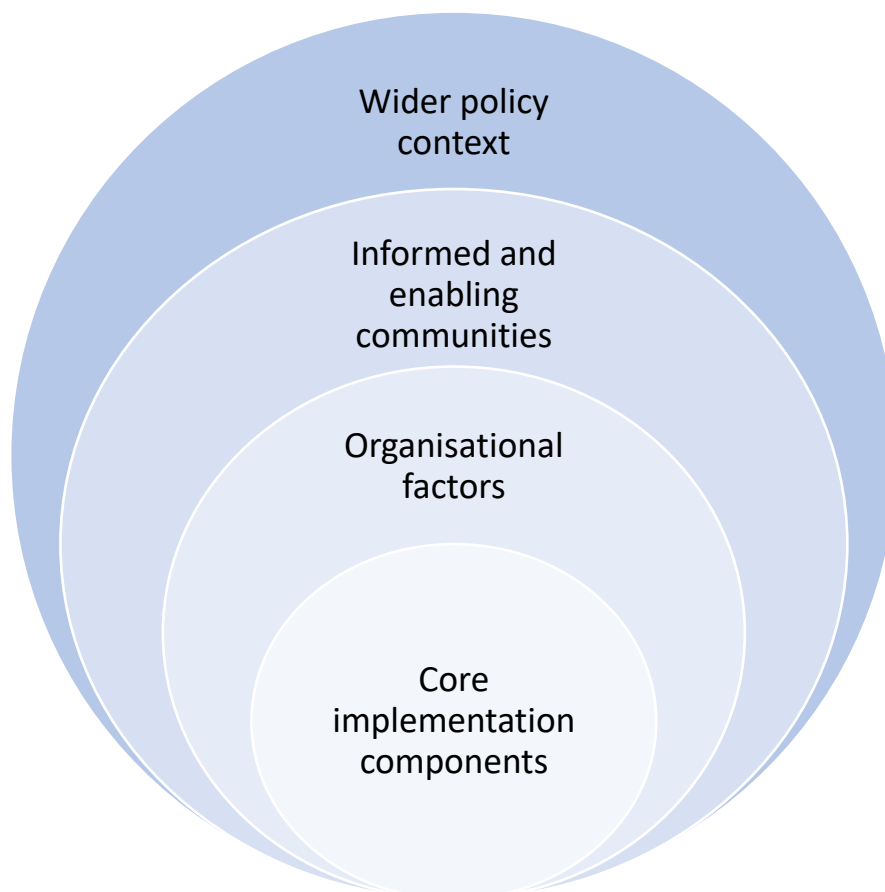 Wider policy
context
Informed and
enabling
communities
Organisational
factors
Core
implementation
components